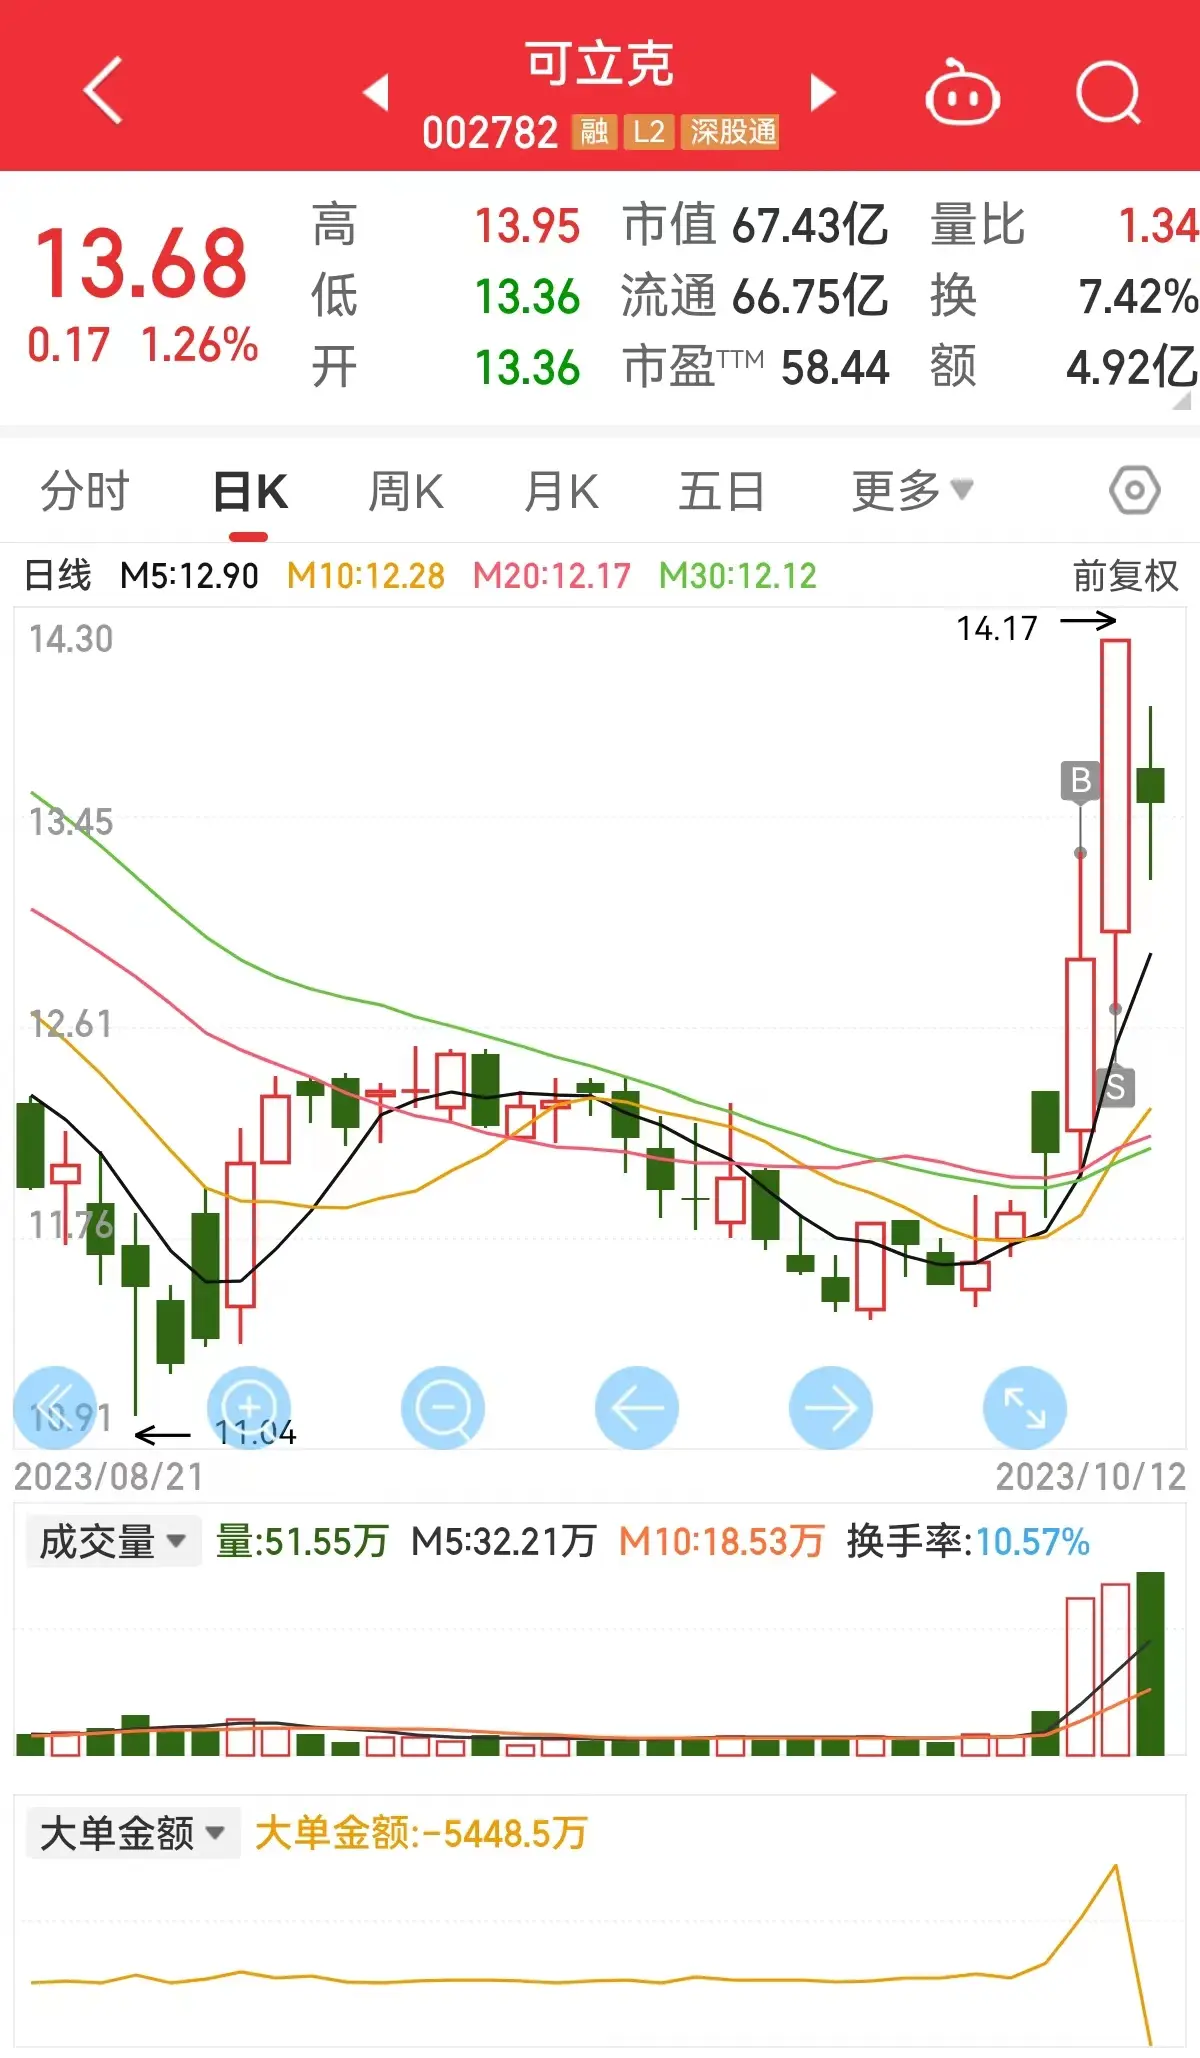 可立克
002782 融 L2 深股通
13.68
0.17 1.26%
高 13.95 市值 67.43亿 量比 1.34
低 13.36 流通 66.75亿 换 7.42%
开 13.36 市盈TTM 58.44 额 4.92亿
分时 日K 周K 月K 五日 更多
日线 M5:12.90 M10:12.28 M20:12.17 M30:12.12 前复权
14.30
14.17
B
13.45
12.61
S
11.76
10.91
11.04
2023/08/21 2023/10/12
成交量 量:51.55万 M5:32.21万 M10:18.53万 换手率:10.57%
大单金额 大单金额:-5448.5万